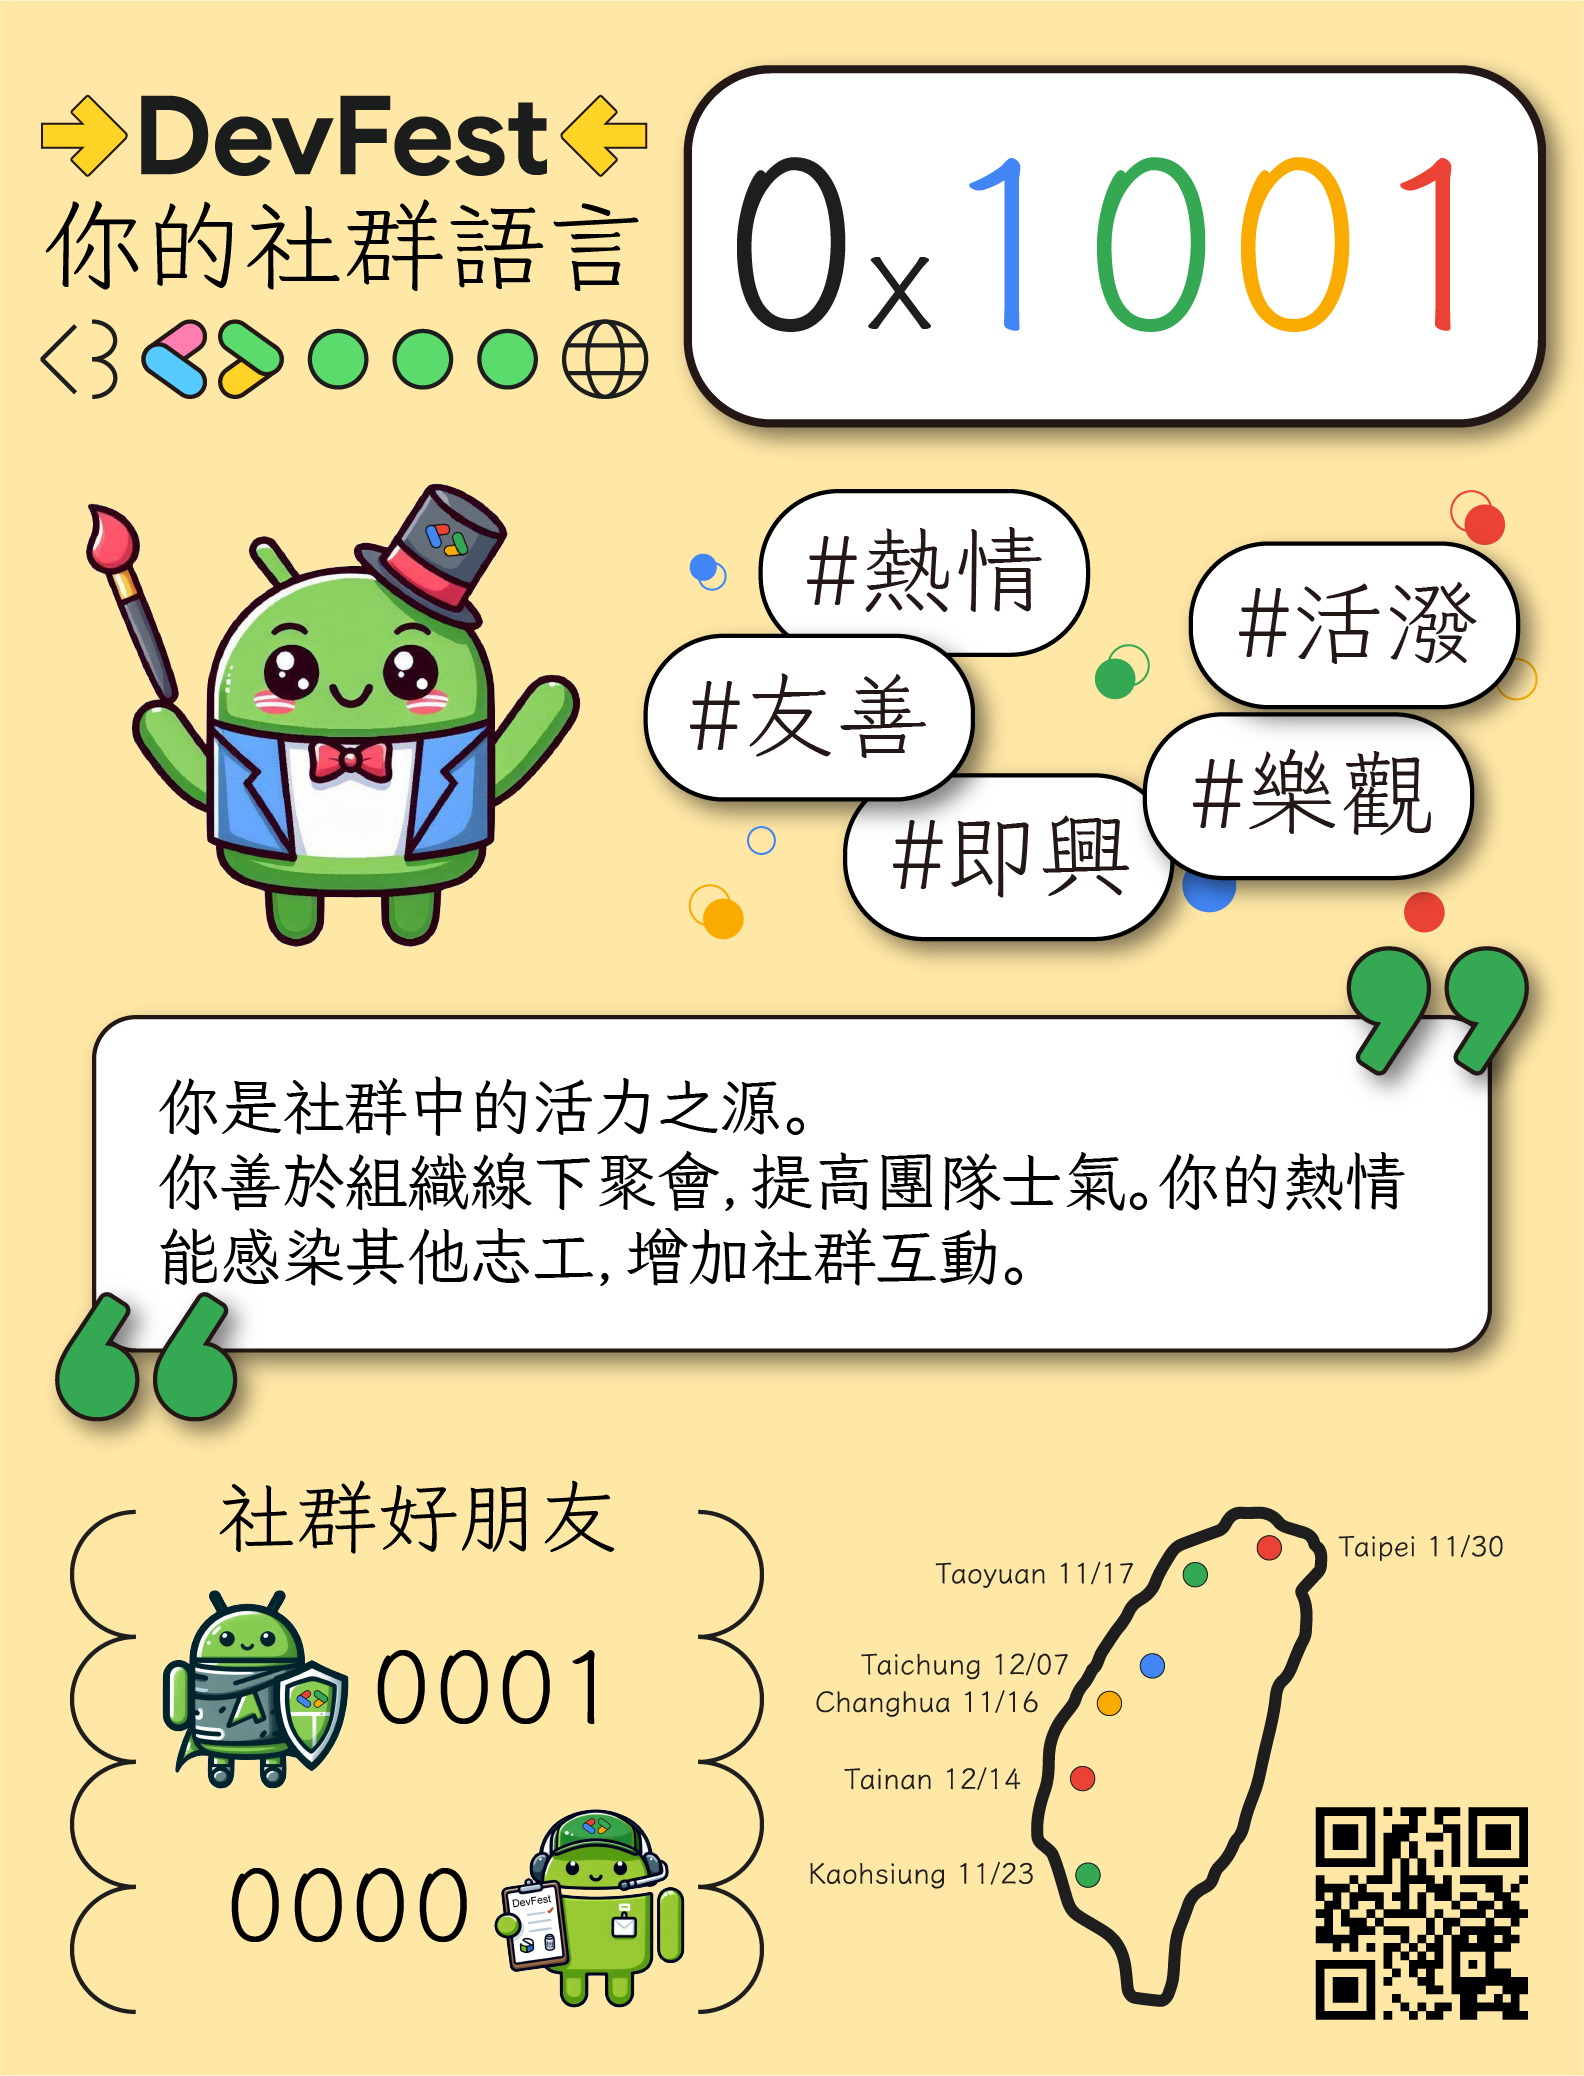 DevFest
你的社群語言
0x1001
#熱情
#活潑
#友善
#樂觀
#即興
你是社群中的活力之源。
你善於組織線下聚會,提高團隊士氣。你的熱情
能感染其他志工,增加社群互動。
社群好朋友
0001
0000
DevFest
Taipei 11/30
Taoyuan 11/17
Taichung 12/07
Changhua 11/16
Tainan 12/14
Kaohsiung 11/23